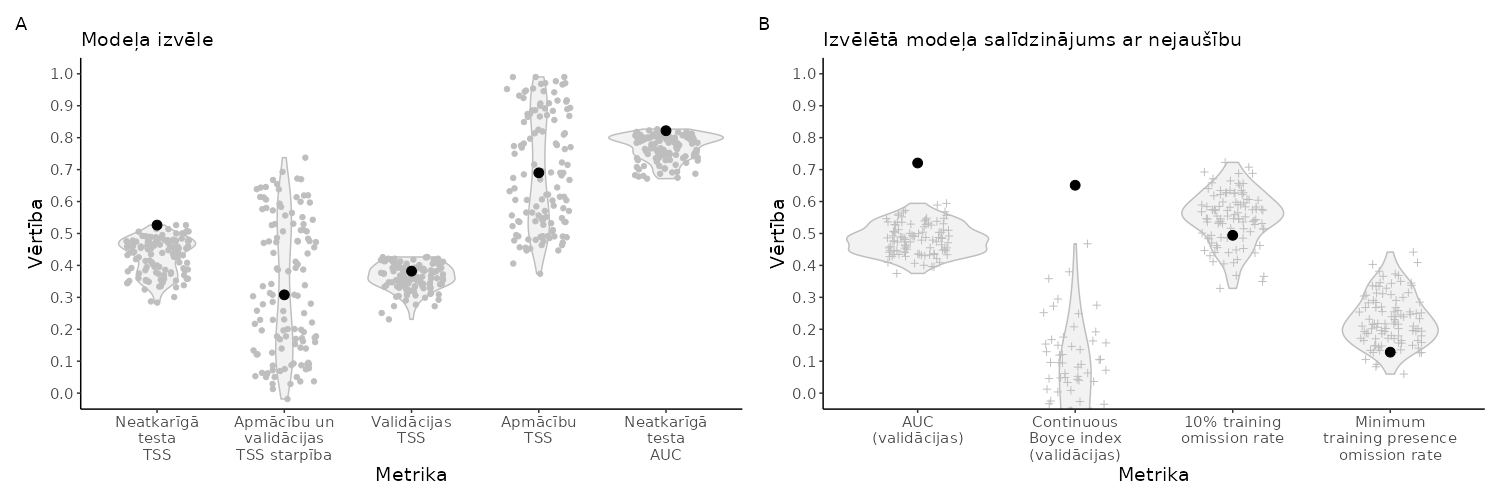 A
Modeļa izvēle
Vērtība
1.0
0.9
0.8
0.7
0.6
0.5
0.4
0.3
0.2
0.1
0.0
Neatkarīgā
testa
TSS
Apmācību un
validācijas
TSS starpība
Validācijas
TSS
Apmācību
TSS
Neatkarīgā
testa
AUC
Metrika
B
Izvēlētā modeļa salīdzinājums ar nejaušību
Vērtība
1.0
0.9
0.8
0.7
0.6
0.5
0.4
0.3
0.2
0.1
0.0
AUC
(validācijas)
Continuous
Boyce index
(validācijas)
10% training
omission rate
Minimum
training presence
omission rate
Metrika